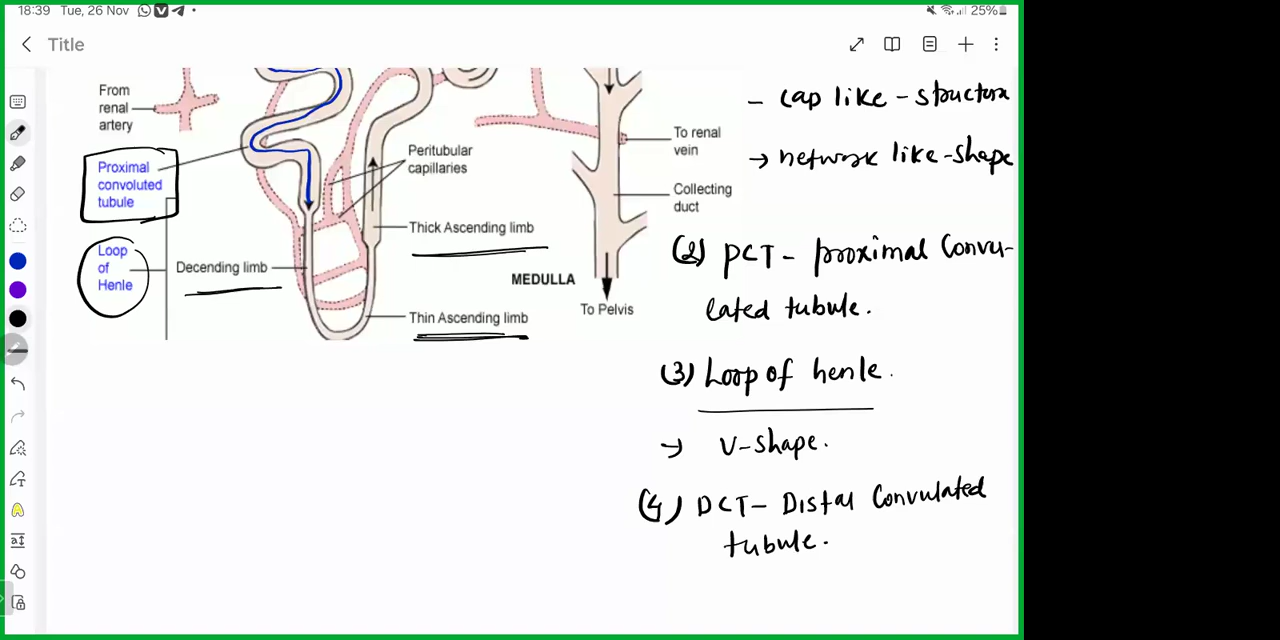 18:39 Tue, 26 Nov
25%
Title
From
renal
artery
Proximal
convoluted
tubule
Loop
of
Henle
Decending limb
Peritubular
capillaries
Thick Ascending limb
Thin Ascending limb
MEDULLA
To renal
vein
Collecting
duct
To Pelvis
- cap like - structure
→ network like-shape
(2) PCT - proximal convu-
lated tubule.
(3) Loop of henle.
→ V-shape.
(4) DCT - Distal Convulated
tubule.